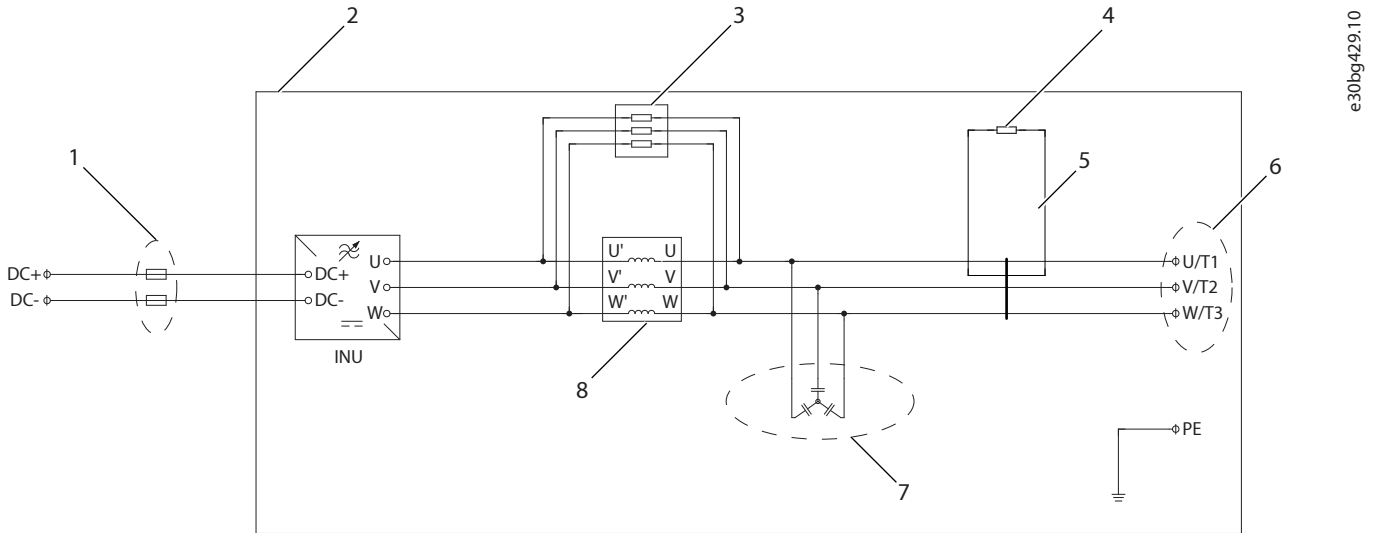 2
3
4
e30bg429.10
1
5
6
DC+
DC-
DC+
DC-
U
V
W
INU
U' U
V' V
W' W
8
U/T1
V/T2
W/T3
7
PE